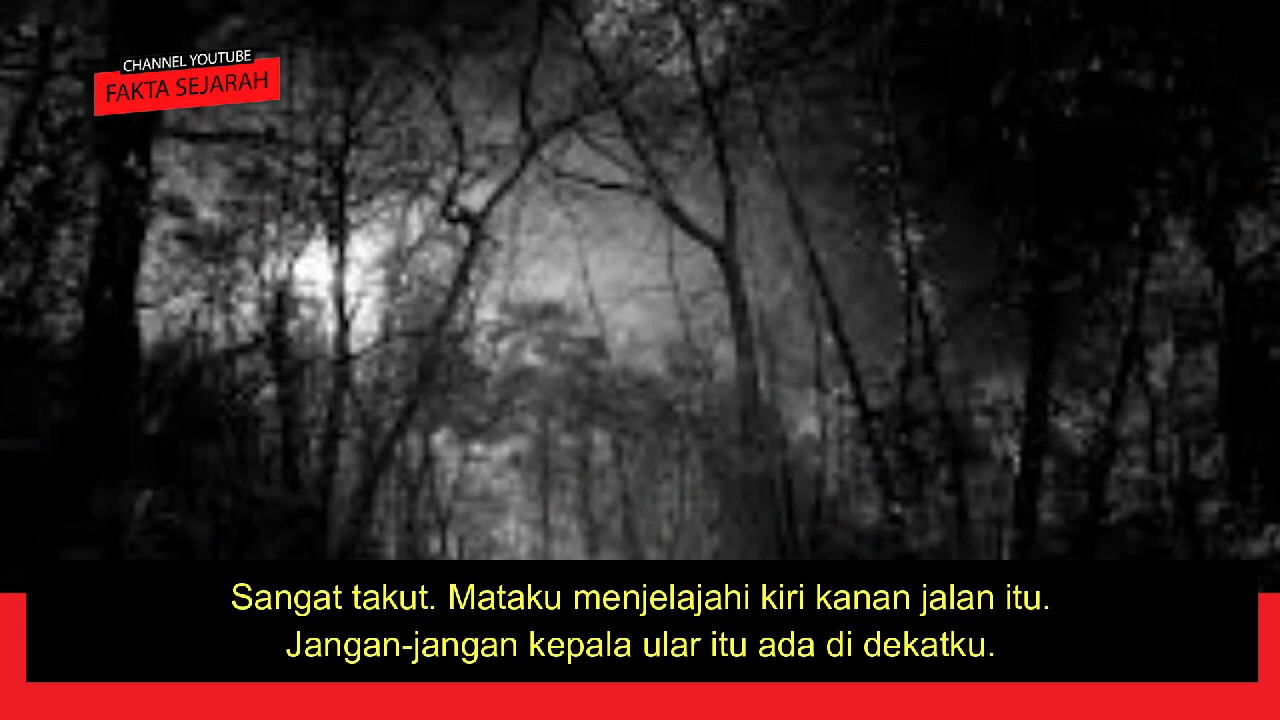 CHANNEL YOUTUBE
FAKTA SEJARAH
Sangat takut. Mataku menjelajahi kiri kanan jalan itu.
Jangan-jangan kepala ular itu ada di dekatku.